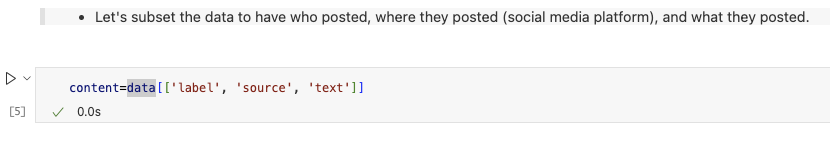 • Let's subset the data to have who posted, where they posted (social media platform), and what they posted.
content=data[['label', 'source', 'text']]
[5] ✓ 0.0s